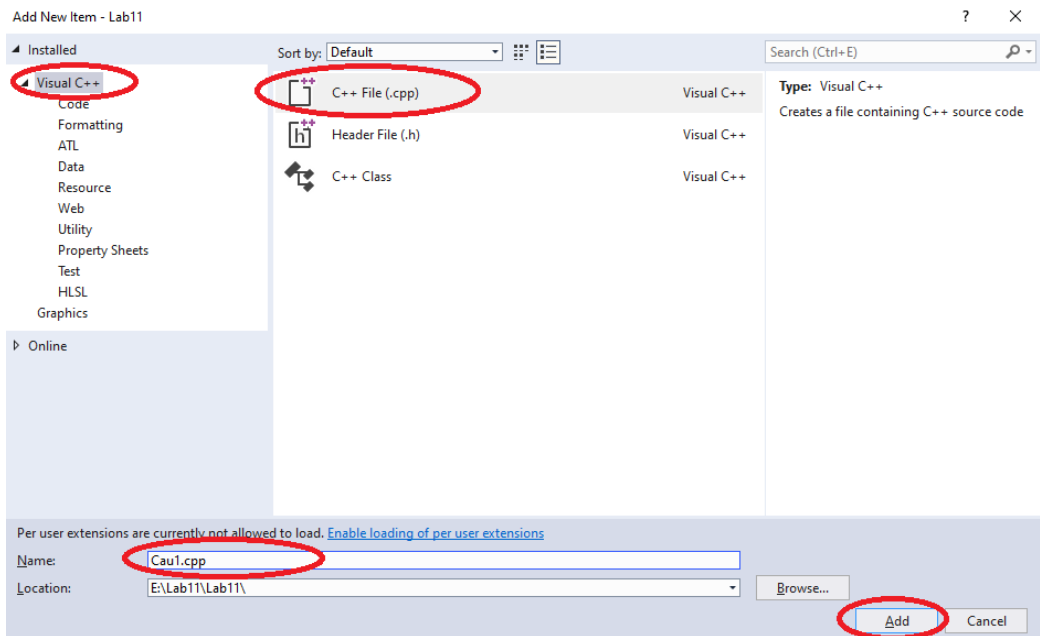 Add New Item - Lab11
?
Installed
Sort by: Default
Search (Ctrl+E)
Visual C++
Code
Formatting
ATL
Data
Resource
Web
Utility
Property Sheets
Test
HLSL
Graphics
Online
C++ File (.cpp) Visual C++
Header File (.h) Visual C++
C++ Class Visual C++
Type: Visual C++
Creates a file containing C++ source code
Per user extensions are currently not allowed to load. Enable loading of per user extensions
Name: Cau1.cpp
Location: E:\Lab11\Lab11\ Browse...
Add Cancel